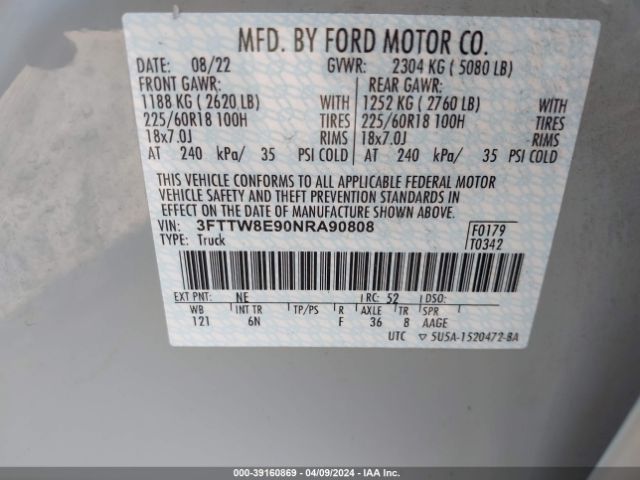 MFD. BY FORD MOTOR CO.
DATE: 08/22 GVWR: 2304 KG ( 5080 LB)
FRONT GAWR: REAR GAWR:
1188 KG ( 2620 LB) WITH 1252 KG ( 2760 LB) WITH
225/60R18 100H TIRES 225/60R18 100H TIRES
18x7.0J RIMS 18x7.0J RIMS
AT 240 kPa/ 35 PSI COLD AT 240 kPa/ 35 PSI COLD
THIS VEHICLE CONFORMS TO ALL APPLICABLE FEDERAL MOTOR
VEHICLE SAFETY AND THEFT PREVENTION STANDARDS IN
EFFECT ON THE DATE OF MANUFACTURE SHOWN ABOVE.
VIN: 3FTTW8E90NRA90808 F0179
TYPE: Truck T0342
EXT PNT: NE RC: 52 DSO:
WB INT TR TP/PS R AXLE TR SPR
121 6N F 36 8 AAGE
UTC ▽ 5U5A-1520472-BA
000-39160869 | 04/09/2024 | IAA Inc.